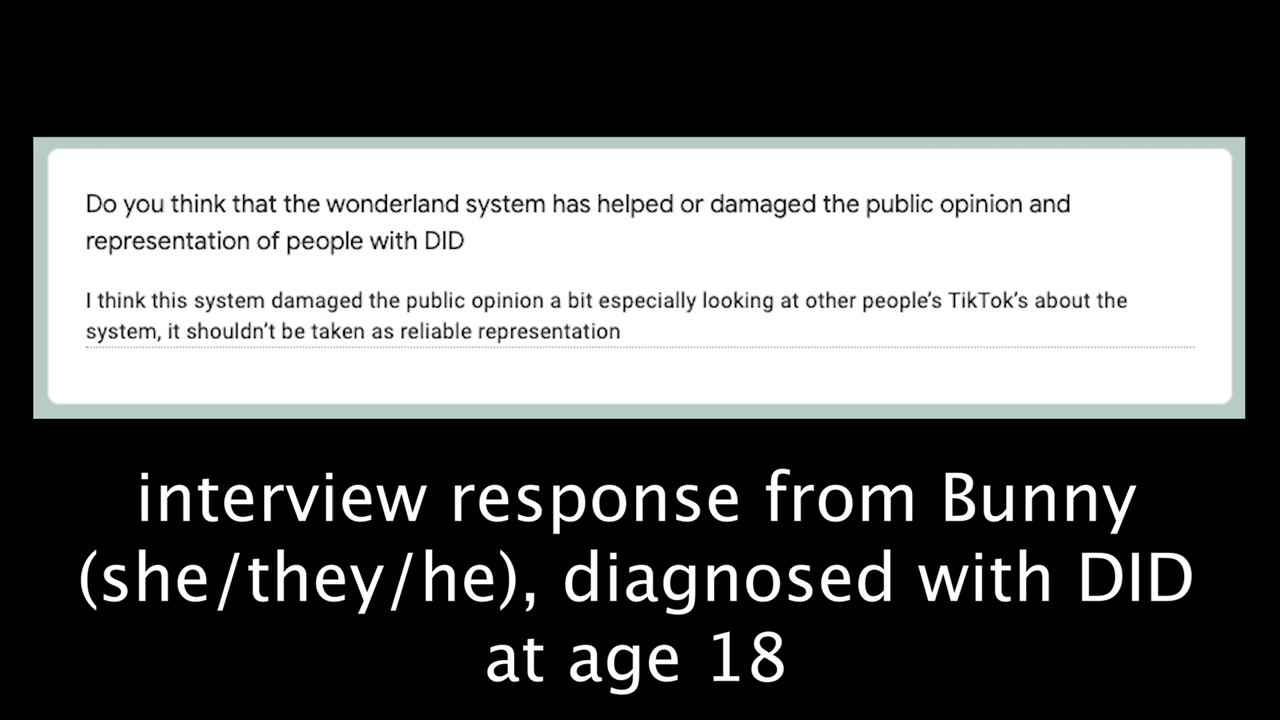 Do you think that the wonderland system has helped or damaged the public opinion and
representation of people with DID
I think this system damaged the public opinion a bit especially looking at other people’s TikTok’s about the
system, it shouldn’t be taken as reliable representation
interview response from Bunny
(she/they/he), diagnosed with DID
at age 18